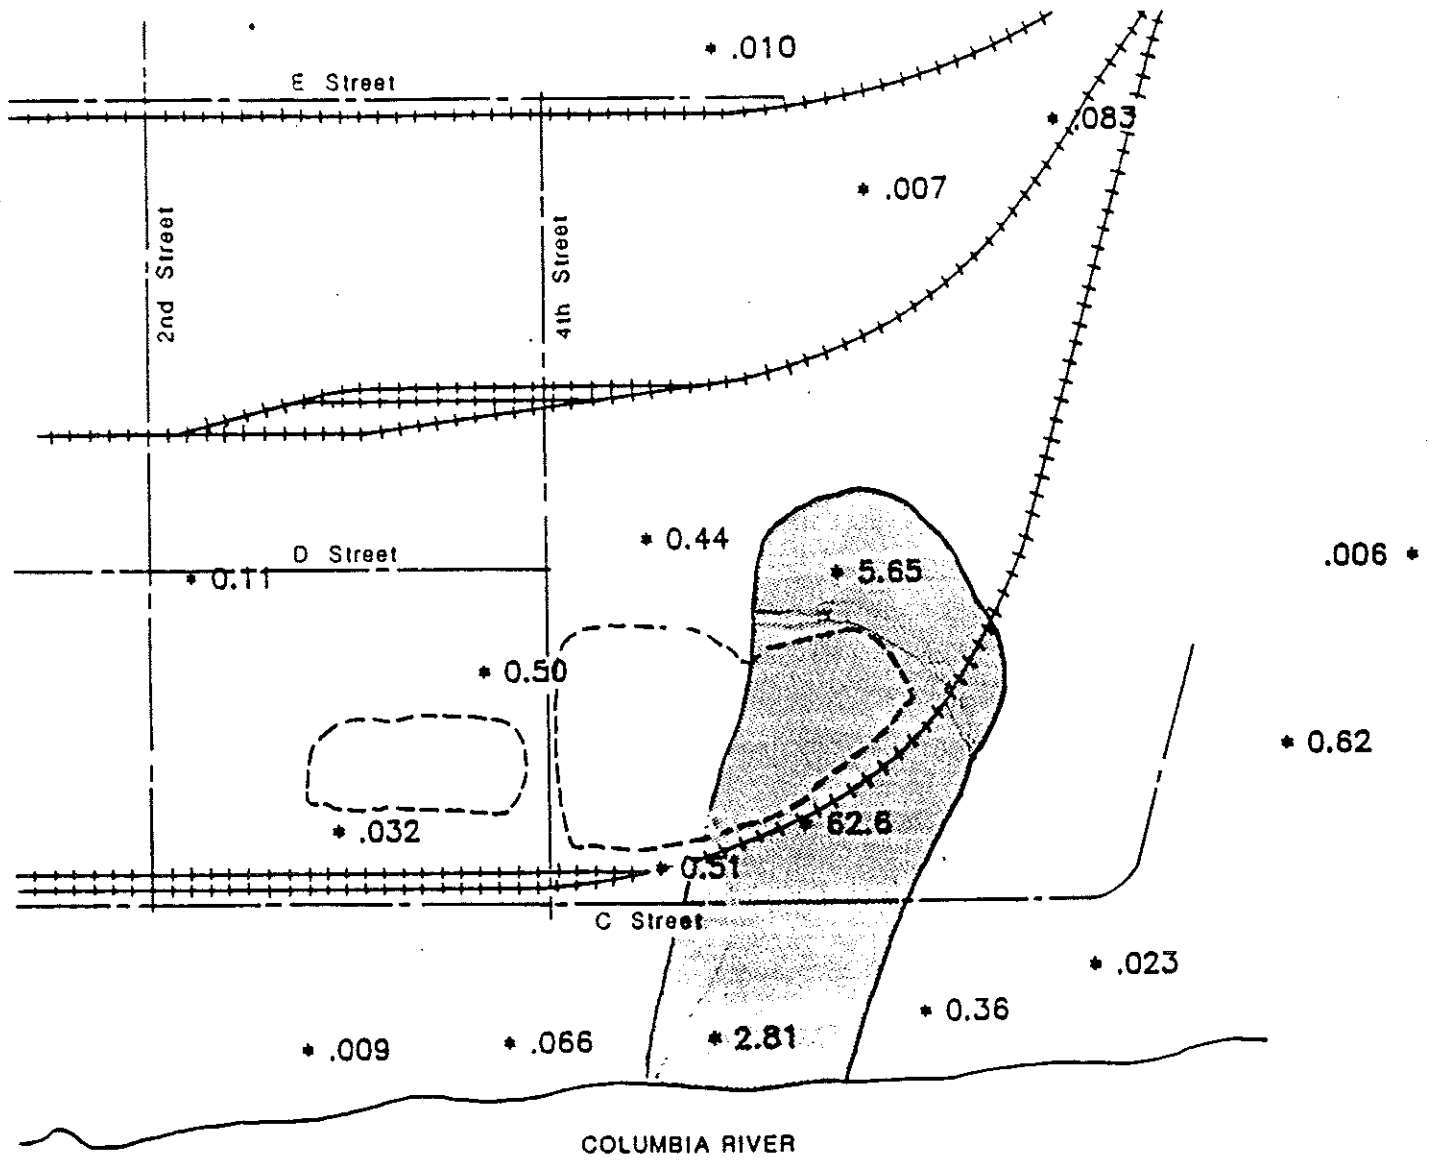 * .010
E Street
* .083
* .007
2nd Street
4th Street
* 0.44
D Street
* 0.11
* 5.65
.006 *
* 0.50
* 0.62
* .032
* 62.6
* 0.51
C Street
* .023
* 0.36
* .009
* .066
* 2.81
COLUMBIA RIVER